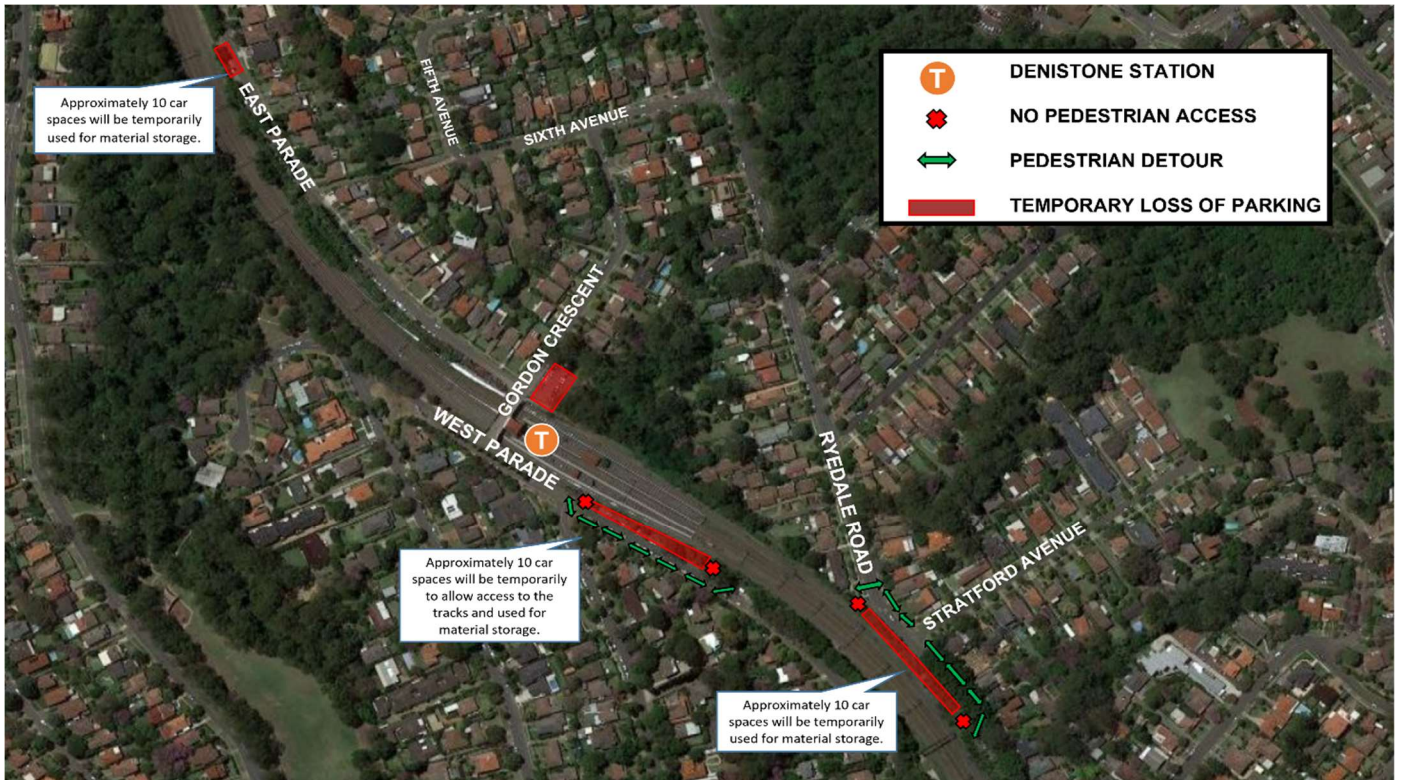 T DENISTONE STATION
NO PEDESTRIAN ACCESS
PEDESTRIAN DETOUR
TEMPORARY LOSS OF PARKING
Approximately 10 car
spaces will be temporarily
used for material storage.
EAST PARADE
FIFTH AVENUE
SIXTH AVENUE
GORDON CRESCENT
WEST PARADE
T
RYEDALE ROAD
STRATFORD AVENUE
Approximately 10 car
spaces will be temporarily
to allow access to the
tracks and used for
material storage.
Approximately 10 car
spaces will be temporarily
used for material storage.